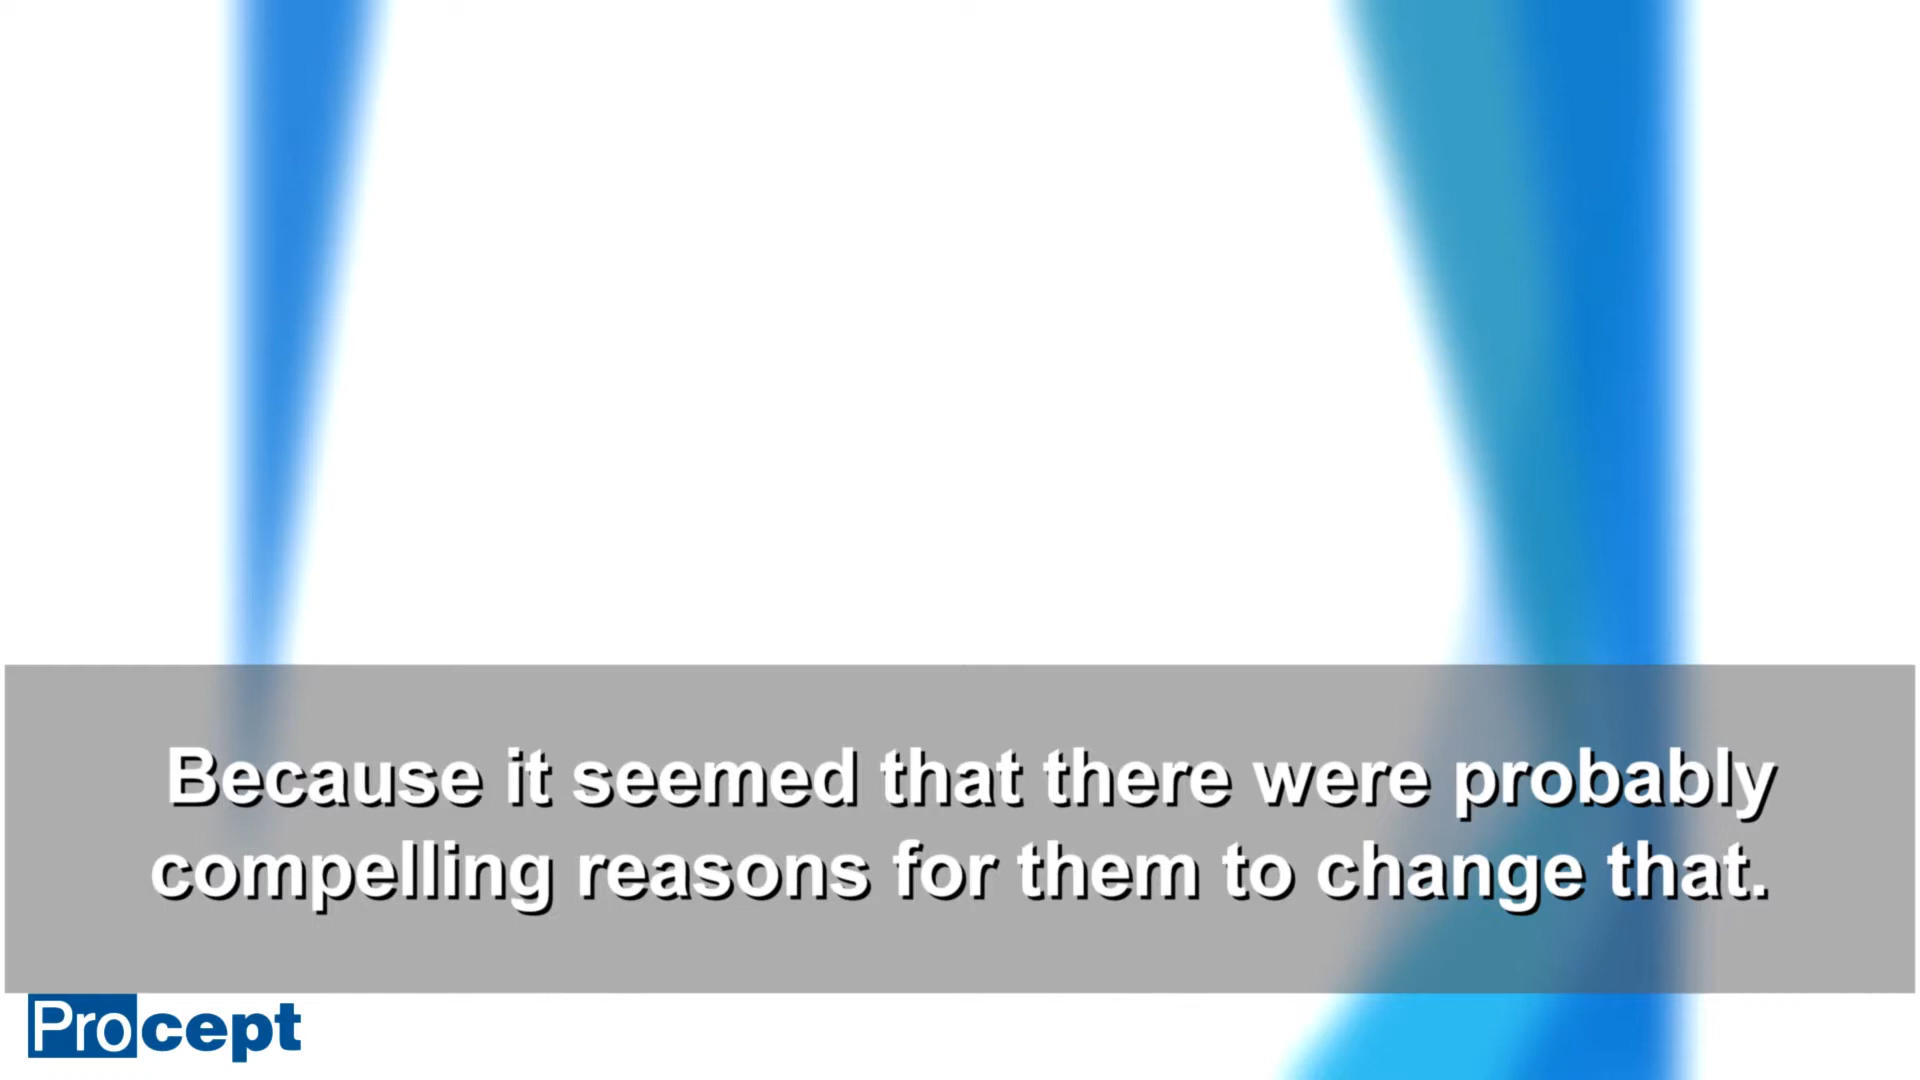 Because it seemed that there were probably
compelling reasons for them to change that.
Procept